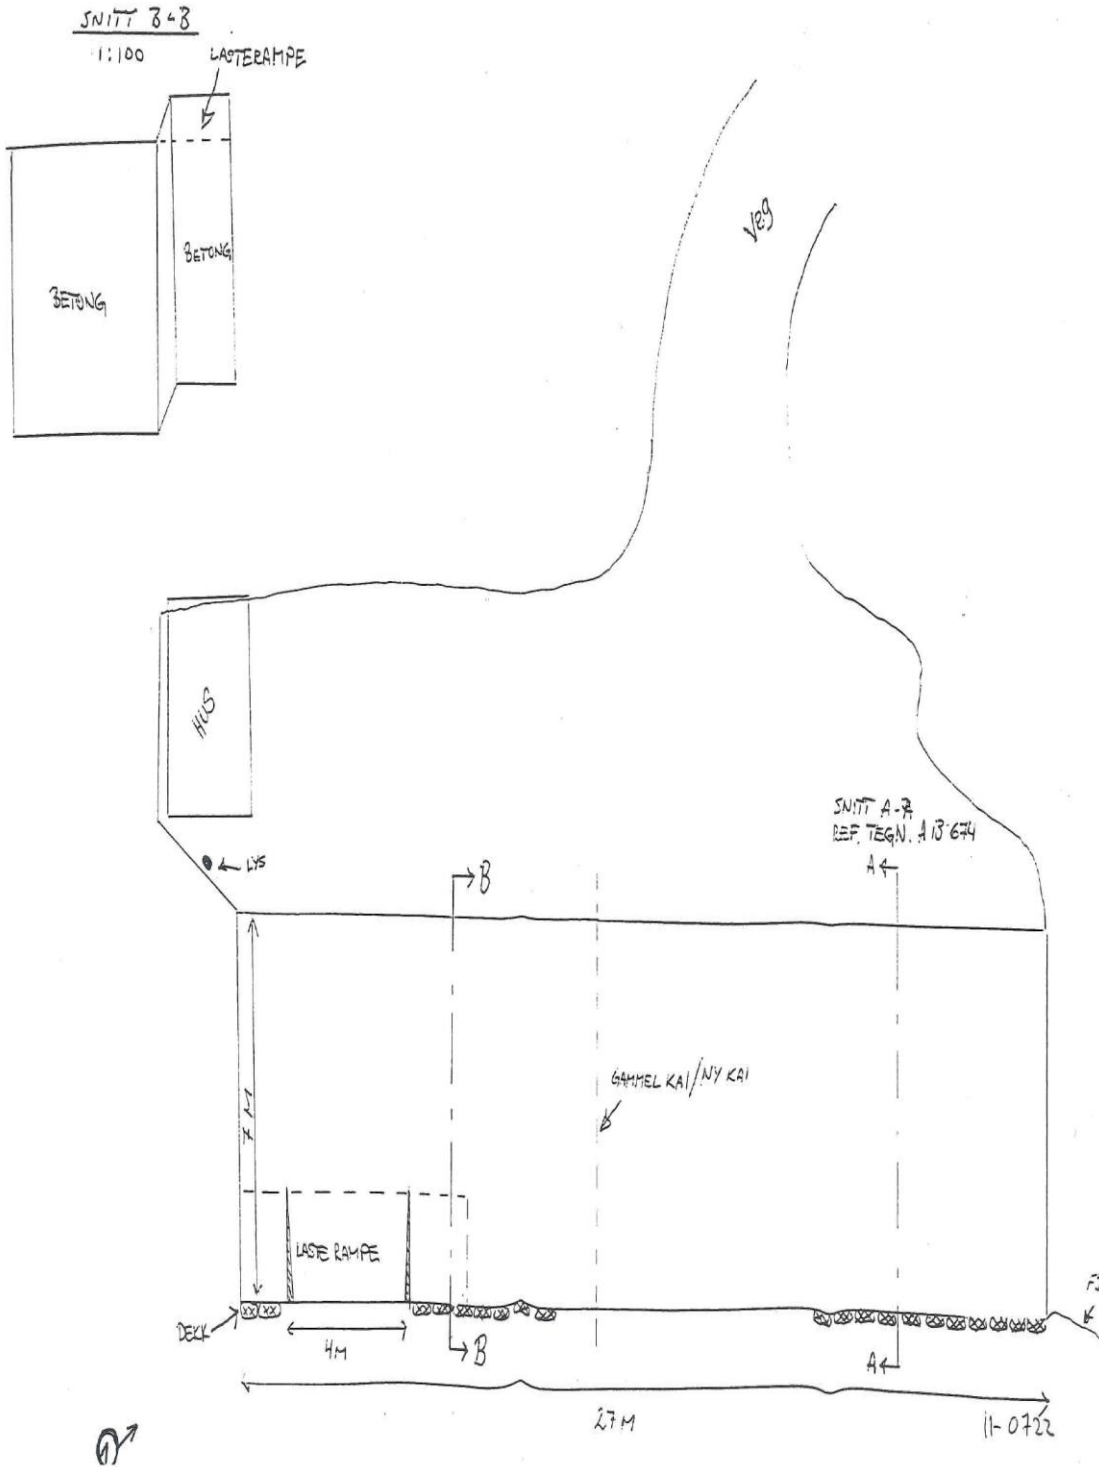 SNITT B-B
1:100
LASTERAMPE
BETONG
BETONG
Veg
HUS
LYS
SNITT A-A
REF. TEGN. A 13 674
B
A
7 M
GAMMEL KAI/NY KAI
LASTE RAMPE
DEKK
4M
B
A
27M
11-0722